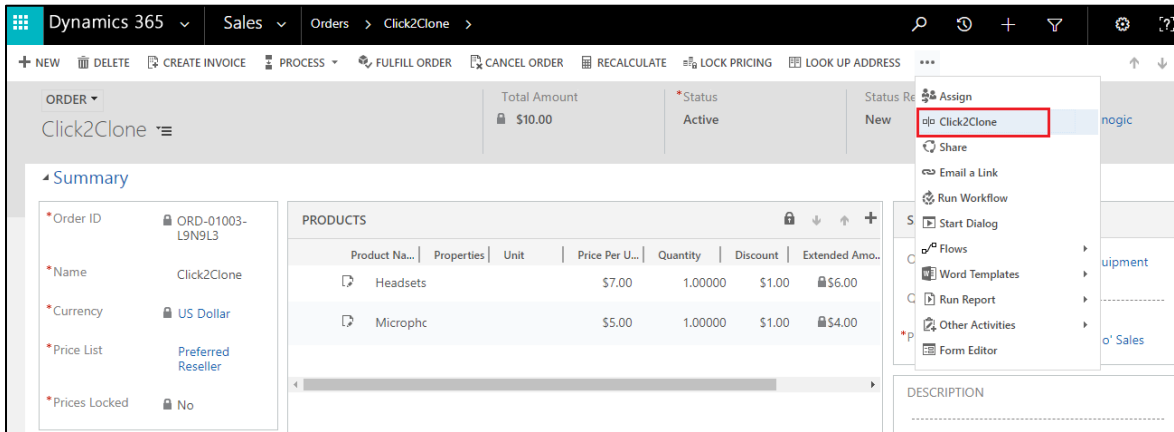 Dynamics 365 Sales Orders > Click2Clone >
NEW DELETE CREATE INVOICE PROCESS FULFILL ORDER CANCEL ORDER RECALCULATE LOCK PRICING LOOK UP ADDRESS ...
ORDER
Click2Clone
Total Amount
$10.00
*Status
Active
Status Re
New
nogic
Assign
Click2Clone
Share
Email a Link
Run Workflow
Start Dialog
Flows
Word Templates
Run Report
Other Activities
Form Editor
Summary
*Order ID
ORD-01003-
L9N9L3
*Name
Click2Clone
*Currency
US Dollar
*Price List
Preferred
Reseller
*Prices Locked
No
PRODUCTS
Product Na... Properties Unit Price Per U... Quantity Discount Extended Amo..
Headsets $7.00 1.00000 $1.00 $6.00
Microphc $5.00 1.00000 $1.00 $4.00
uipment
*P
o' Sales
DESCRIPTION